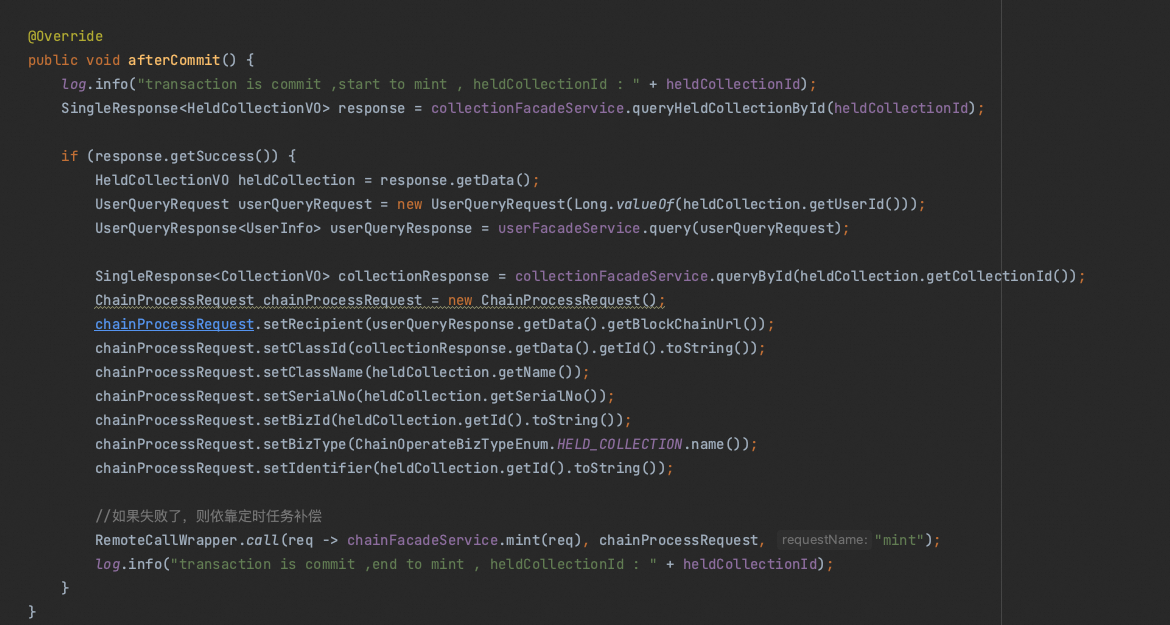 @Override
public void afterCommit() {
log.info("transaction is commit ,start to mint , heldCollectionId : " + heldCollectionId);
SingleResponse<HeldCollectionVO> response = collectionFacadeService.queryHeldCollectionById(heldCollectionId);
if (response.getSuccess()) {
HeldCollectionVO heldCollection = response.getData();
UserQueryRequest userQueryRequest = new UserQueryRequest(Long.valueOf(heldCollection.getUserId()));
UserQueryResponse<UserInfo> userQueryResponse = userFacadeService.query(userQueryRequest);
SingleResponse<CollectionVO> collectionResponse = collectionFacadeService.queryById(heldCollection.getCollectionId());
ChainProcessRequest chainProcessRequest = new ChainProcessRequest();
chainProcessRequest.setRecipient(userQueryResponse.getData().getBlockChainUrl());
chainProcessRequest.setClassId(collectionResponse.getData().getId().toString());
chainProcessRequest.setClassName(heldCollection.getName());
chainProcessRequest.setSerialNo(heldCollection.getSerialNo());
chainProcessRequest.setBizId(heldCollection.getId().toString());
chainProcessRequest.setBizType(ChainOperateBizTypeEnum.HELD_COLLECTION.name());
chainProcessRequest.setIdentifier(heldCollection.getId().toString());
//如果失败了，则依靠定时任务补偿
RemoteCallWrapper.call(req -> chainFacadeService.mint(req), chainProcessRequest, requestName: "mint");
log.info("transaction is commit ,end to mint , heldCollectionId : " + heldCollectionId);
}
}